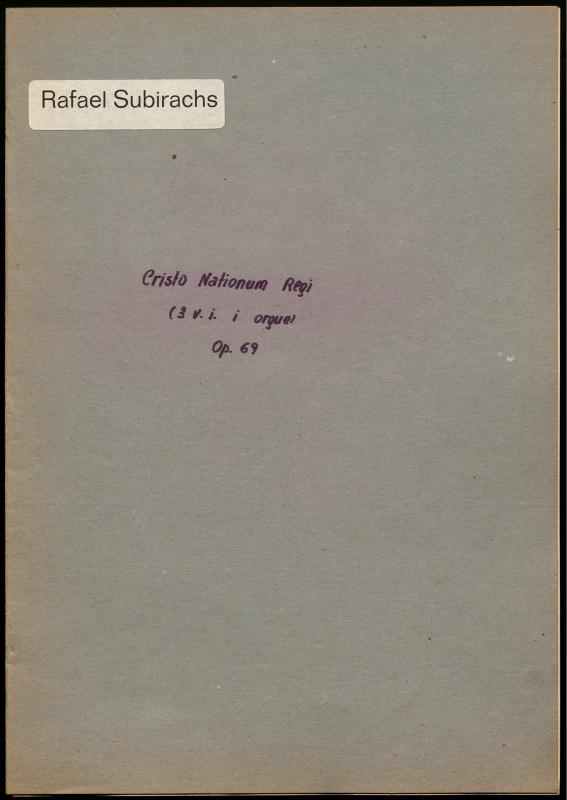 Rafael Subirachs
Cristo Nationum Regi
(3 v. i. i orgue)
Op. 69